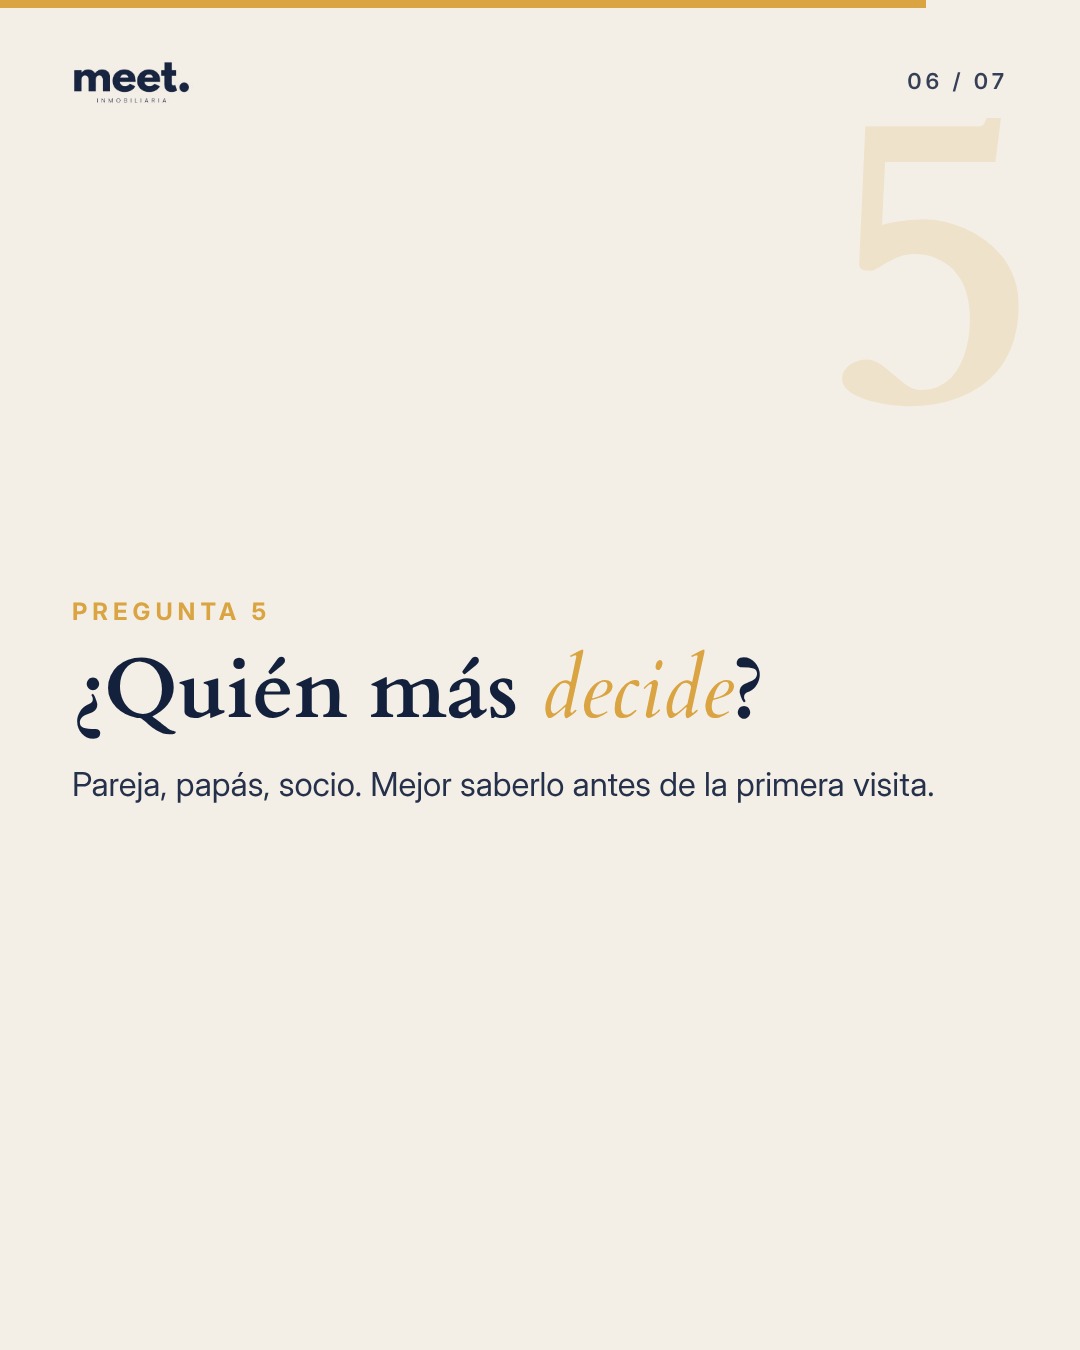 meet.
INMOBILIARIA
06 / 07
5
PREGUNTA 5
¿Quién más decide?
Pareja, papás, socio. Mejor saberlo antes de la primera visita.